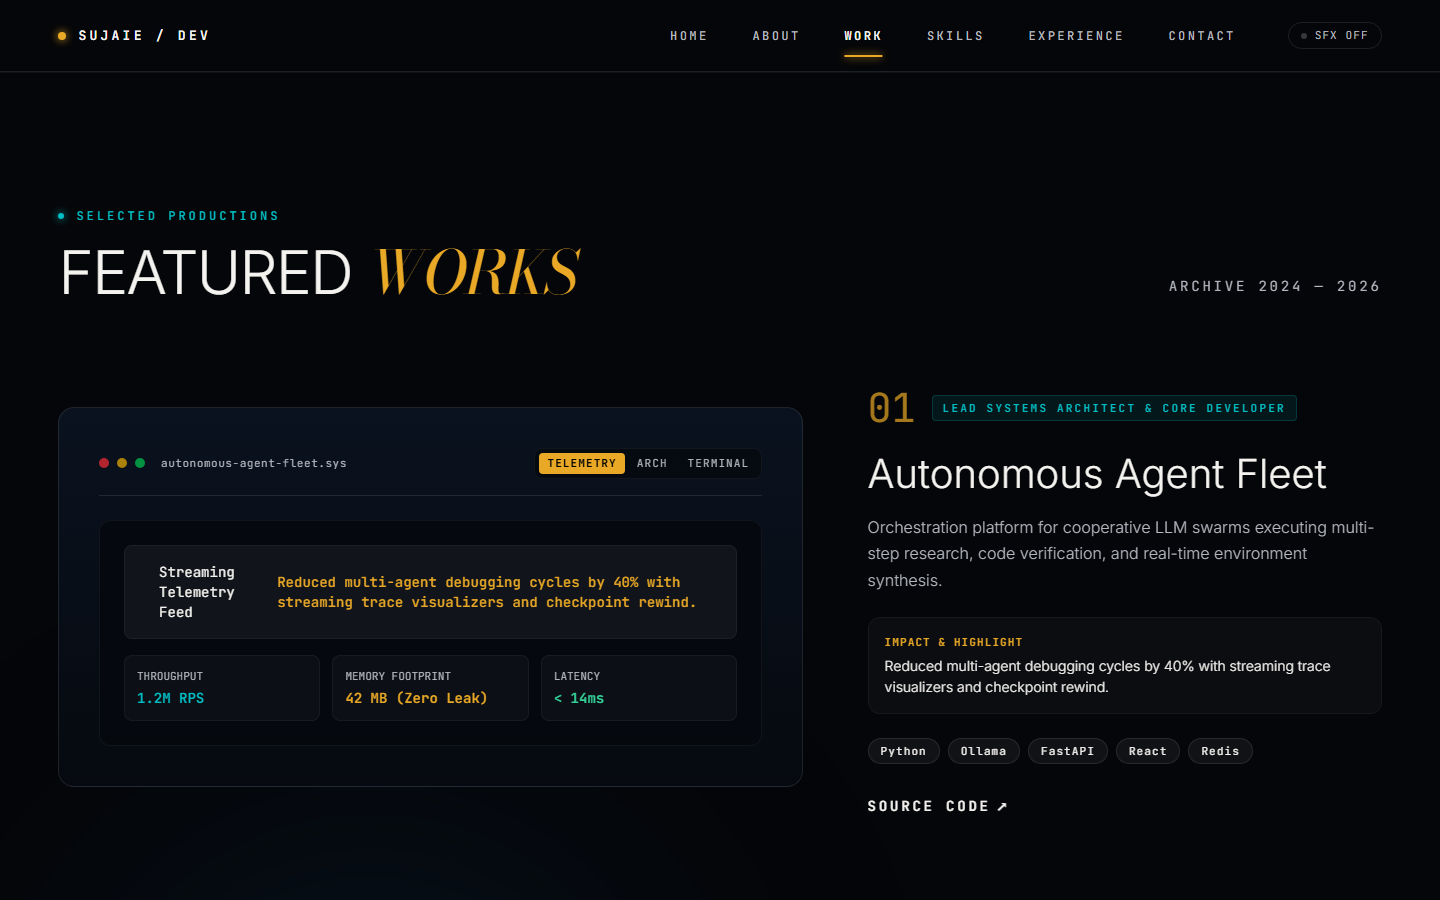 SUJAIE / DEV
HOME ABOUT WORK SKILLS EXPERIENCE CONTACT SFX OFF
SELECTED PRODUCTIONS
FEATURED WORKS
ARCHIVE 2024 — 2026
autonomous-agent-fleet.sys
TELEMETRY ARCH TERMINAL
Streaming
Telemetry
Feed
Reduced multi-agent debugging cycles by 40% with
streaming trace visualizers and checkpoint rewind.
THROUGHPUT
1.2M RPS
MEMORY FOOTPRINT
42 MB (Zero Leak)
LATENCY
< 14ms
01 LEAD SYSTEMS ARCHITECT & CORE DEVELOPER
Autonomous Agent Fleet
Orchestration platform for cooperative LLM swarms executing multi-
step research, code verification, and real-time environment
synthesis.
IMPACT & HIGHLIGHT
Reduced multi-agent debugging cycles by 40% with streaming trace
visualizers and checkpoint rewind.
Python Ollama FastAPI React Redis
SOURCE CODE ↗